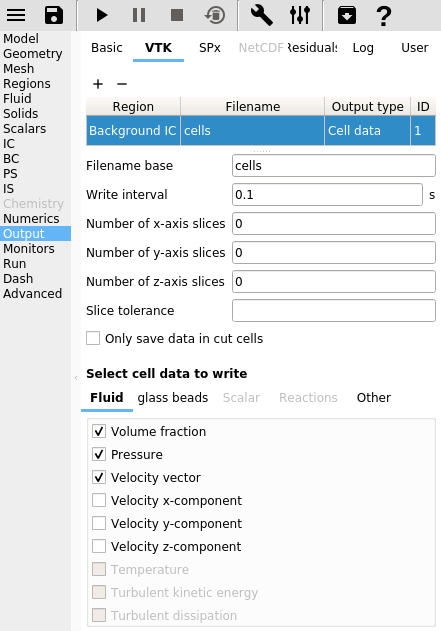 Model
Geometry
Mesh
Regions
Fluid
Solids
Scalars
IC
BC
PS
IS
Chemistry
Numerics
Output
Monitors
Run
Dash
Advanced
Basic VTK SPx NetCDF Residuals Log User
+ −
Region Filename Output type ID
Background IC cells Cell data 1
Filename base cells
Write interval 0.1 s
Number of x-axis slices 0
Number of y-axis slices 0
Number of z-axis slices 0
Slice tolerance
Only save data in cut cells
Select cell data to write
Fluid glass beads Scalar Reactions Other
Volume fraction
Pressure
Velocity vector
Velocity x-component
Velocity y-component
Velocity z-component
Temperature
Turbulent kinetic energy
Turbulent dissipation